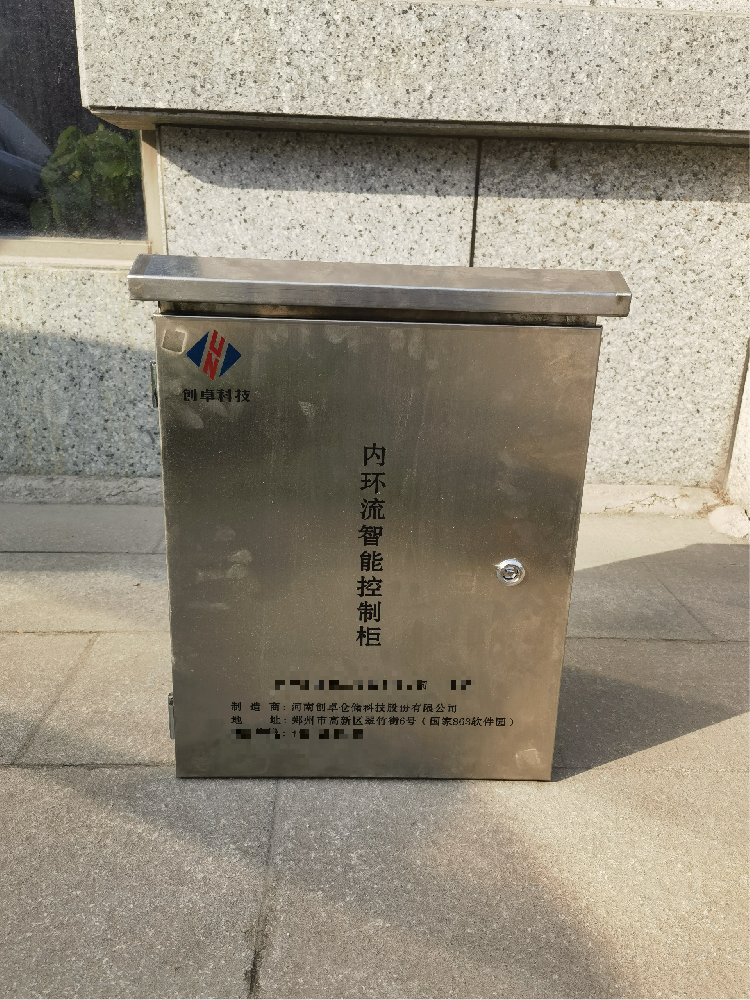 创卓科技
内环流智能控制柜
制 造 商：河南创卓仓储科技股份有限公司
地 址：郑州市高新区翠竹街6号（国家863软件园）